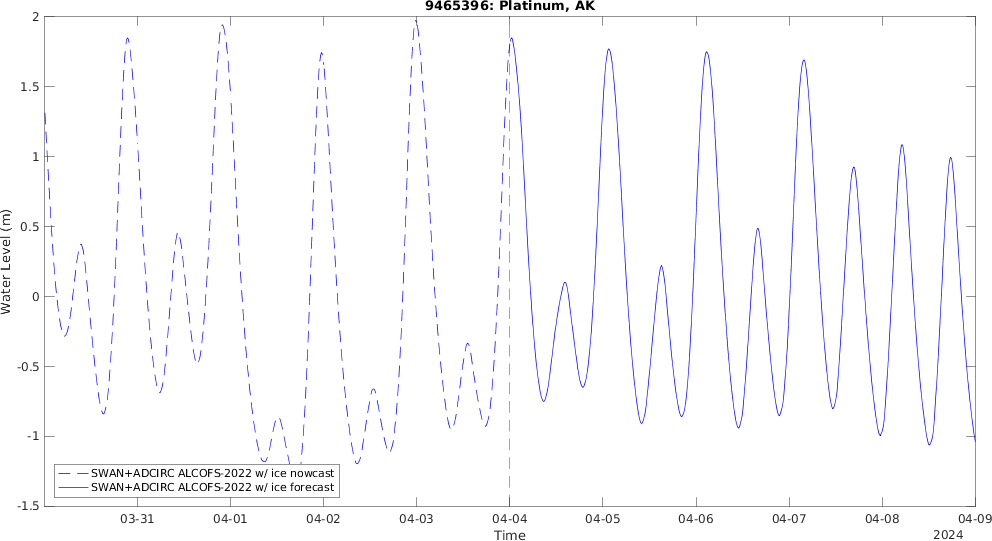 9465396: Platinum, AK
2
1.5
1
0.5
0
-0.5
-1
-1.5
Water Level (m)
SWAN+ADCIRC ALCOFS-2022 w/ ice nowcast
SWAN+ADCIRC ALCOFS-2022 w/ ice forecast
03-31 04-01 04-02 04-03 04-04 04-05 04-06 04-07 04-08 04-09
Time
2024